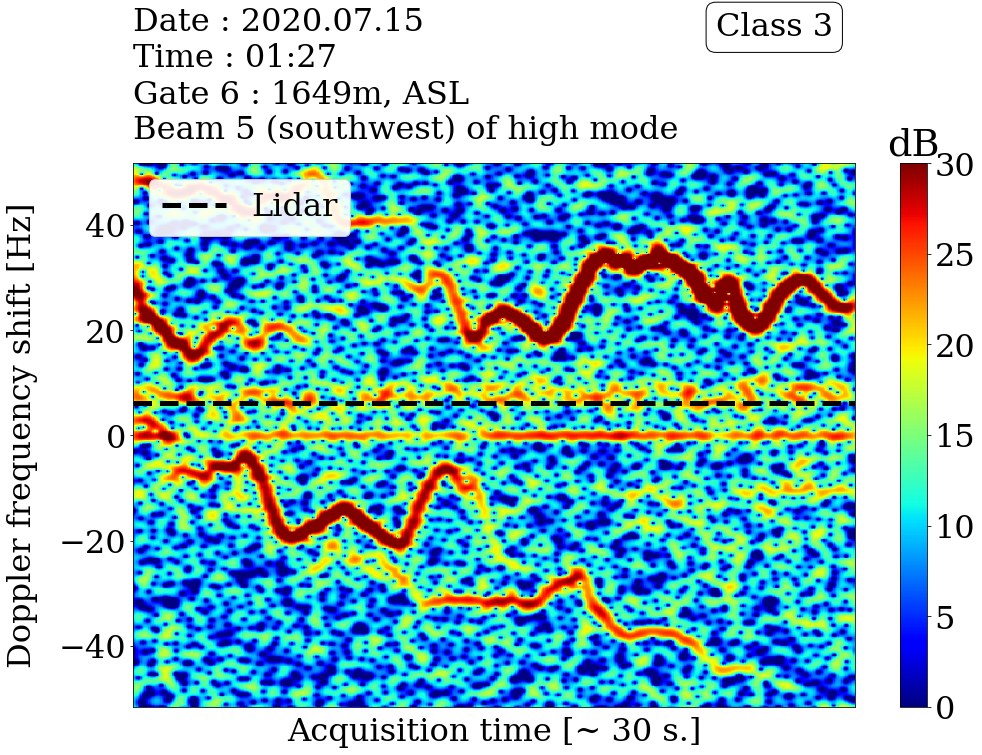 Date : 2020.07.15
Time : 01:27
Gate 6 : 1649m, ASL
Beam 5 (southwest) of high mode
Class 3
dB
Lidar
Doppler frequency shift [Hz]
40
20
0
−20
−40
Acquisition time [~ 30 s.]
30
25
20
15
10
5
0